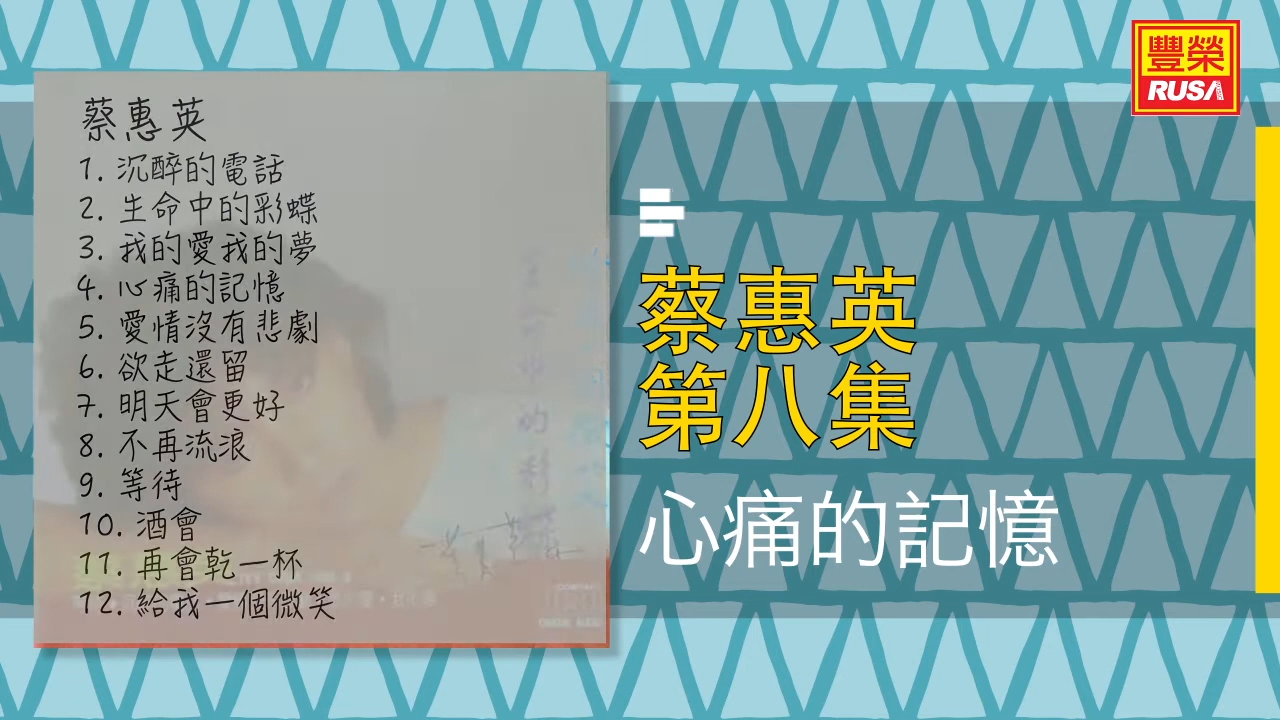 蔡惠英
1. 沉醉的電話
2. 生命中的彩蝶
3. 我的愛我的夢
4. 心痛的記憶
5. 愛情沒有悲劇
6. 欲走還留
7. 明天會更好
8. 不再流浪
9. 等待
10. 酒會
11. 再會乾一杯
12. 給我一個微笑
豐榮
RUSA
蔡惠英
第八集
心痛的記憶